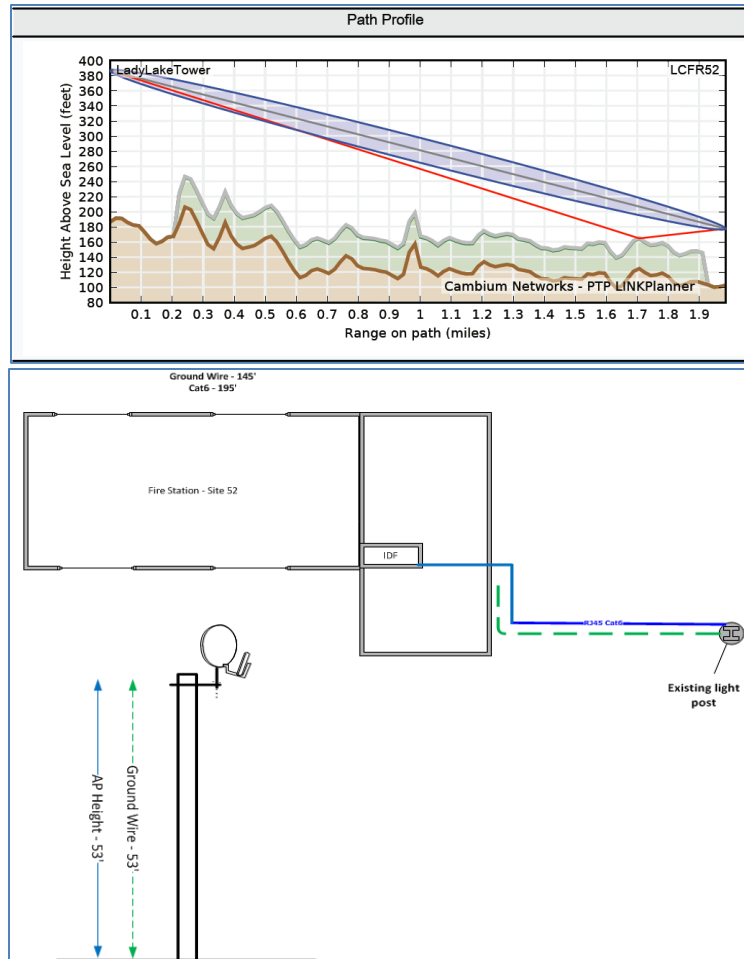 Path Profile
LadyLakeTower
LCFR52
400
380
360
340
320
300
280
260
240
220
200
180
160
140
120
100
80
Height Above Sea Level (feet)
Cambium Networks - PTP LINKPlanner
0.1 0.2 0.3 0.4 0.5 0.6 0.7 0.8 0.9 1 1.1 1.2 1.3 1.4 1.5 1.6 1.7 1.8 1.9
Range on path (miles)
Ground Wire - 145'
Cat6 - 195'
Fire Station - Site 52
IDF
RJ45 Cat6
Existing light
post
AP Height - 53'
Ground Wire - 53'